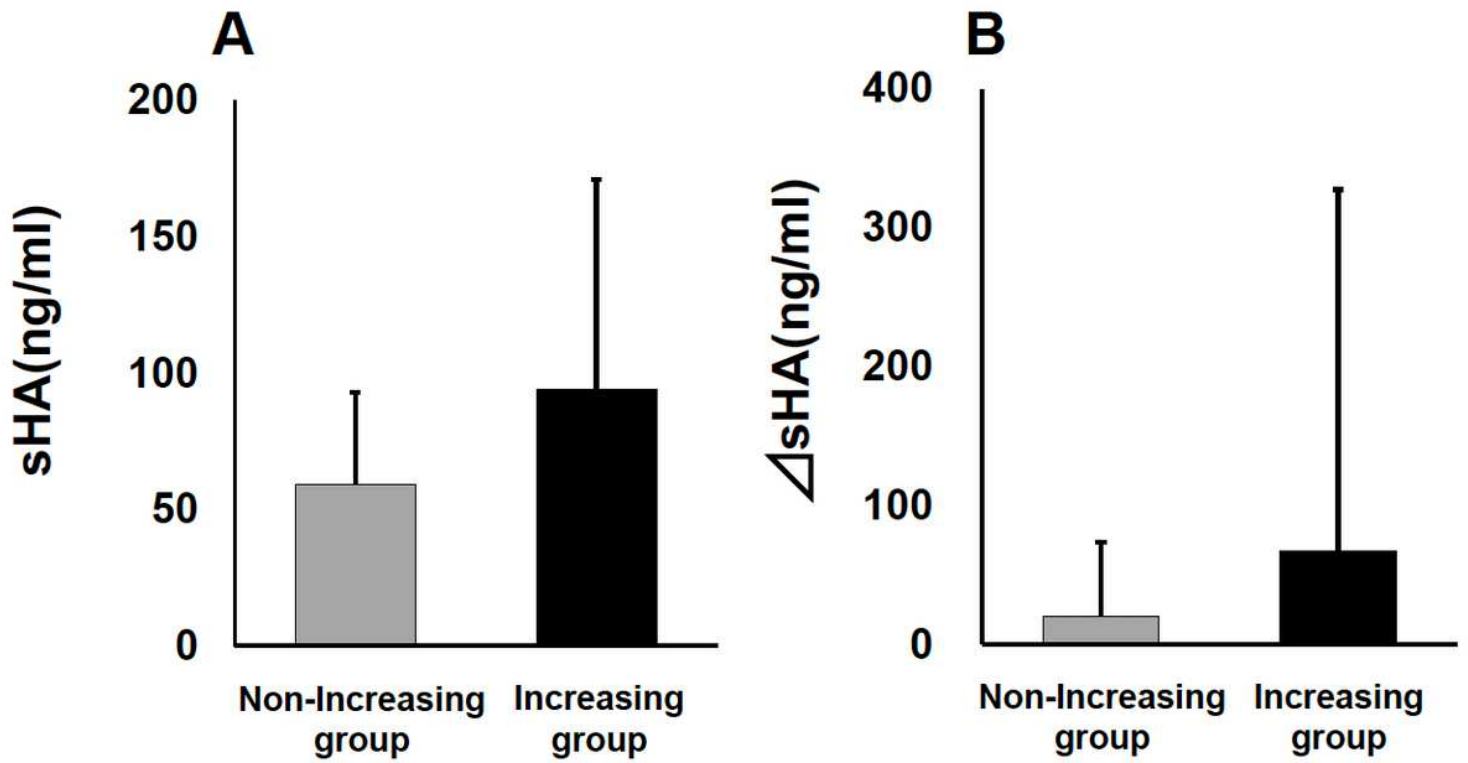 A
200
150
100
50
0
sHA(ng/ml)
Non-Increasing group
Increasing group
B
400
300
200
100
0
⊿sHA(ng/ml)
Non-Increasing group
Increasing group